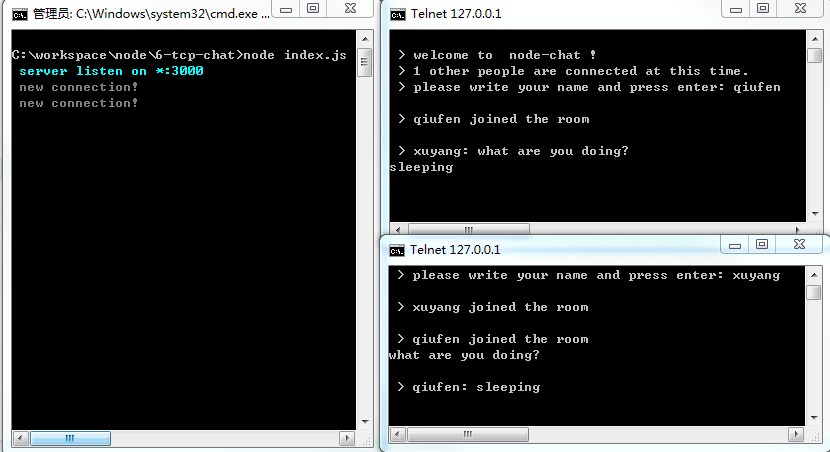 管理员: C:\Windows\system32\cmd.exe ...
C:\workspace\node\6-tcp-chat>node index.js
server listen on *:3000
new connection!
new connection!
Telnet 127.0.0.1
> welcome to  node-chat !
> 1 other people are connected at this time.
> please write your name and press enter: qiufen
> qiufen joined the room
> xuyang: what are you doing?
sleeping
Telnet 127.0.0.1
> please write your name and press enter: xuyang
> xuyang joined the room
> qiufen joined the room
what are you doing?
> qiufen: sleeping